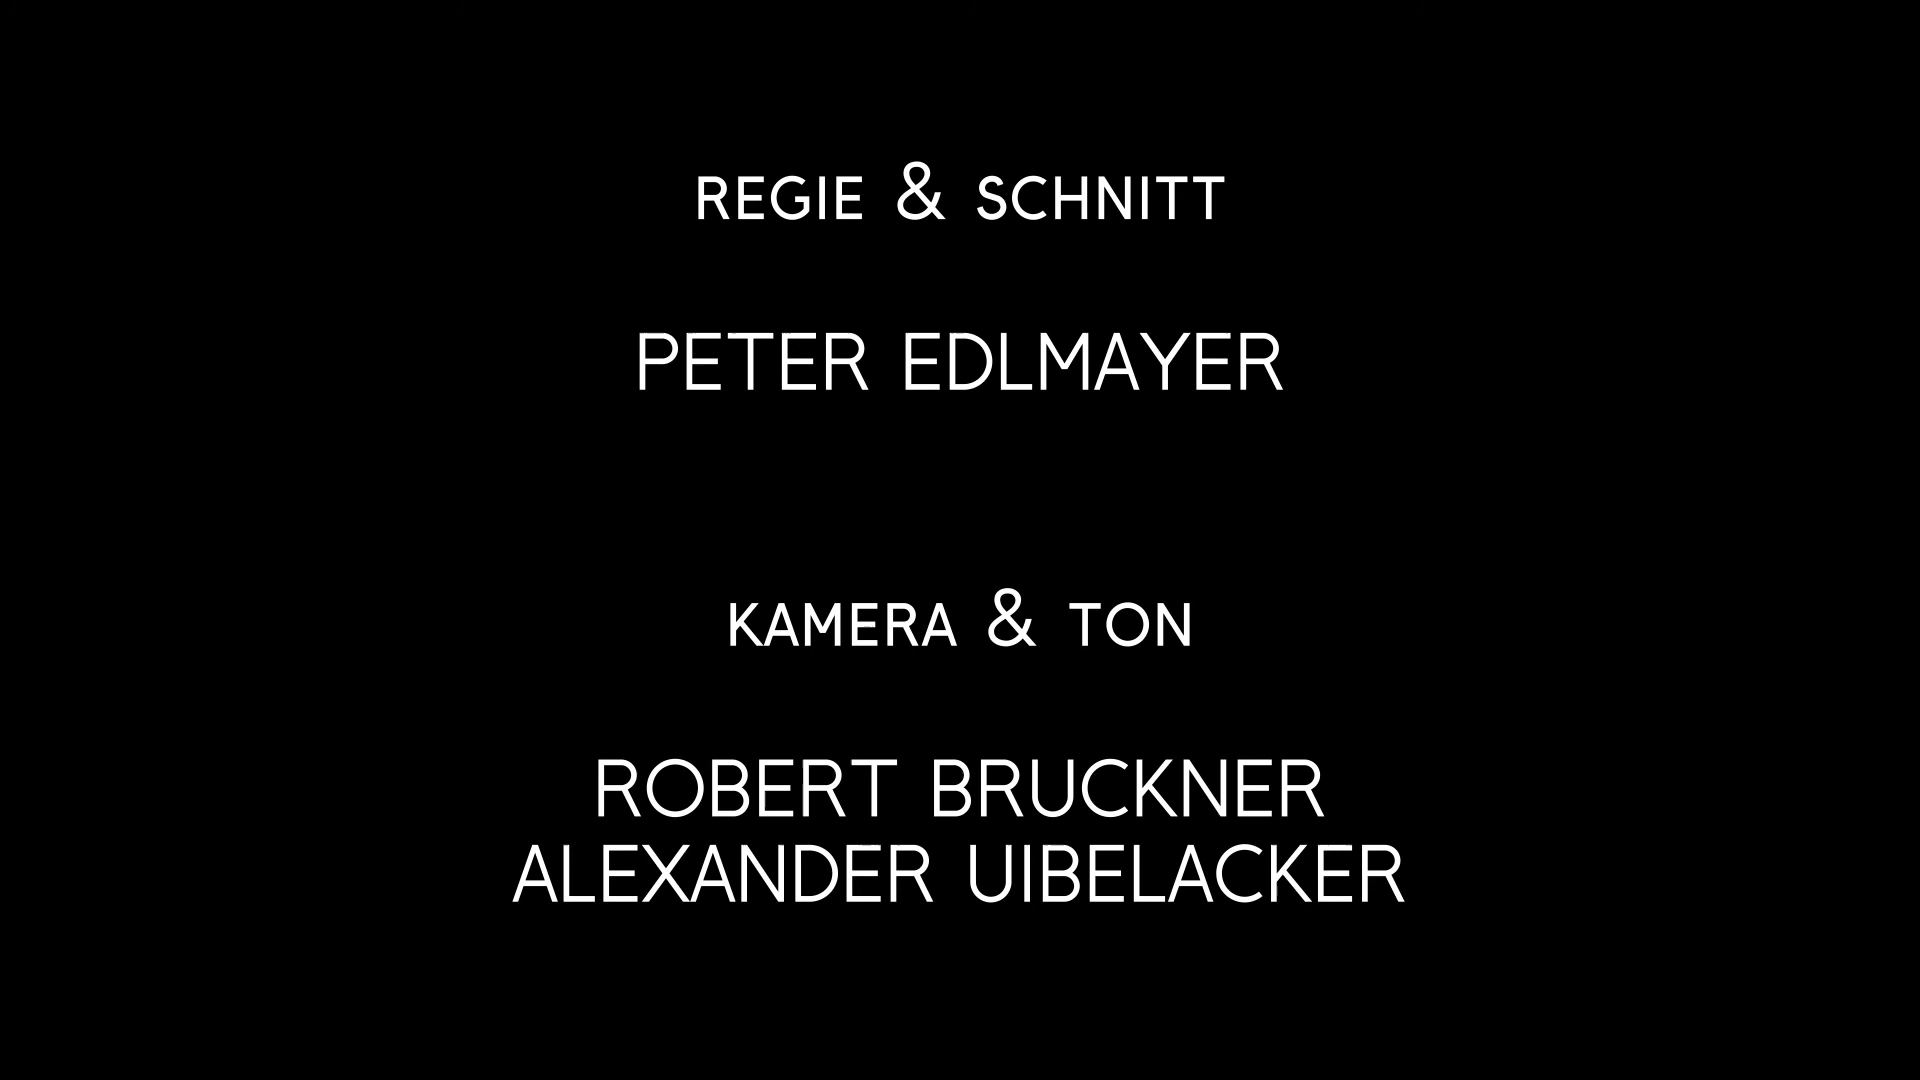 REGIE & SCHNITT
PETER EDLMAYER
KAMERA & TON
ROBERT BRUCKNER
ALEXANDER UIBELACKER